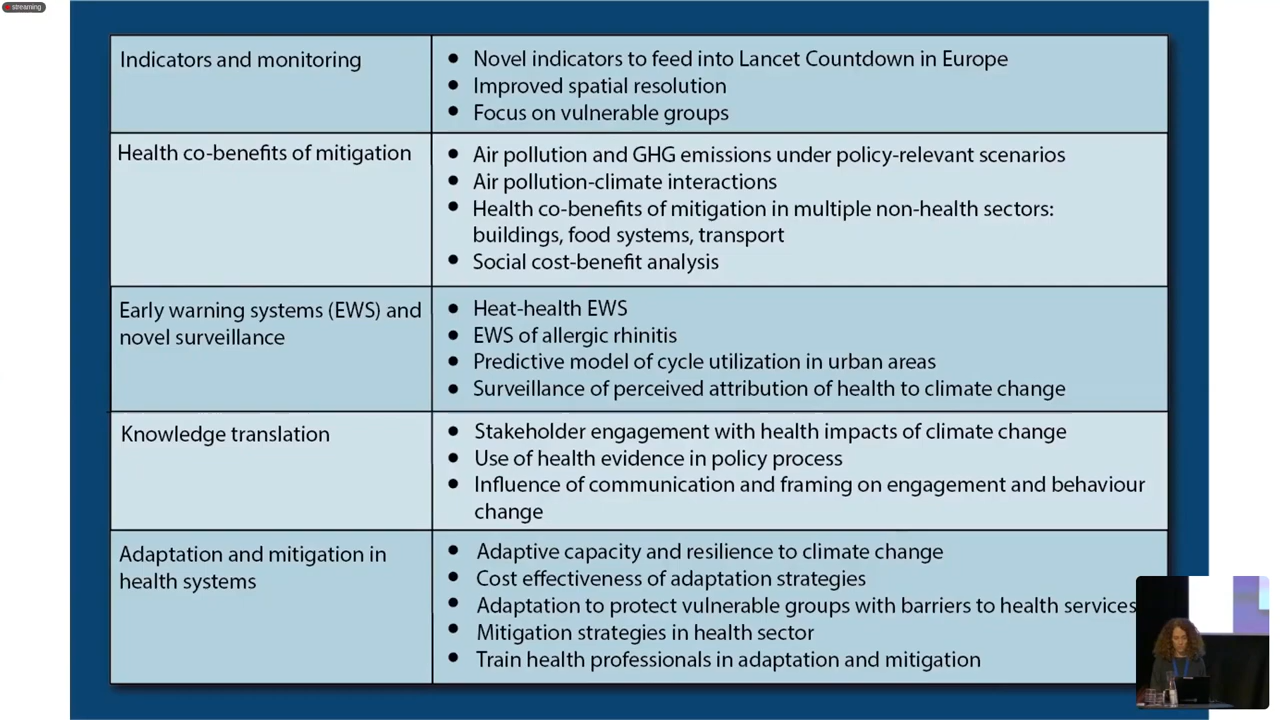 streaming
Indicators and monitoring
Novel indicators to feed into Lancet Countdown in Europe
Improved spatial resolution
Focus on vulnerable groups
Health co-benefits of mitigation
Air pollution and GHG emissions under policy-relevant scenarios
Air pollution-climate interactions
Health co-benefits of mitigation in multiple non-health sectors:
buildings, food systems, transport
Social cost-benefit analysis
Early warning systems (EWS) and
novel surveillance
Heat-health EWS
EWS of allergic rhinitis
Predictive model of cycle utilization in urban areas
Surveillance of perceived attribution of health to climate change
Knowledge translation
Stakeholder engagement with health impacts of climate change
Use of health evidence in policy process
Influence of communication and framing on engagement and behaviour
change
Adaptation and mitigation in
health systems
Adaptive capacity and resilience to climate change
Cost effectiveness of adaptation strategies
Adaptation to protect vulnerable groups with barriers to health services
Mitigation strategies in health sector
Train health professionals in adaptation and mitigation